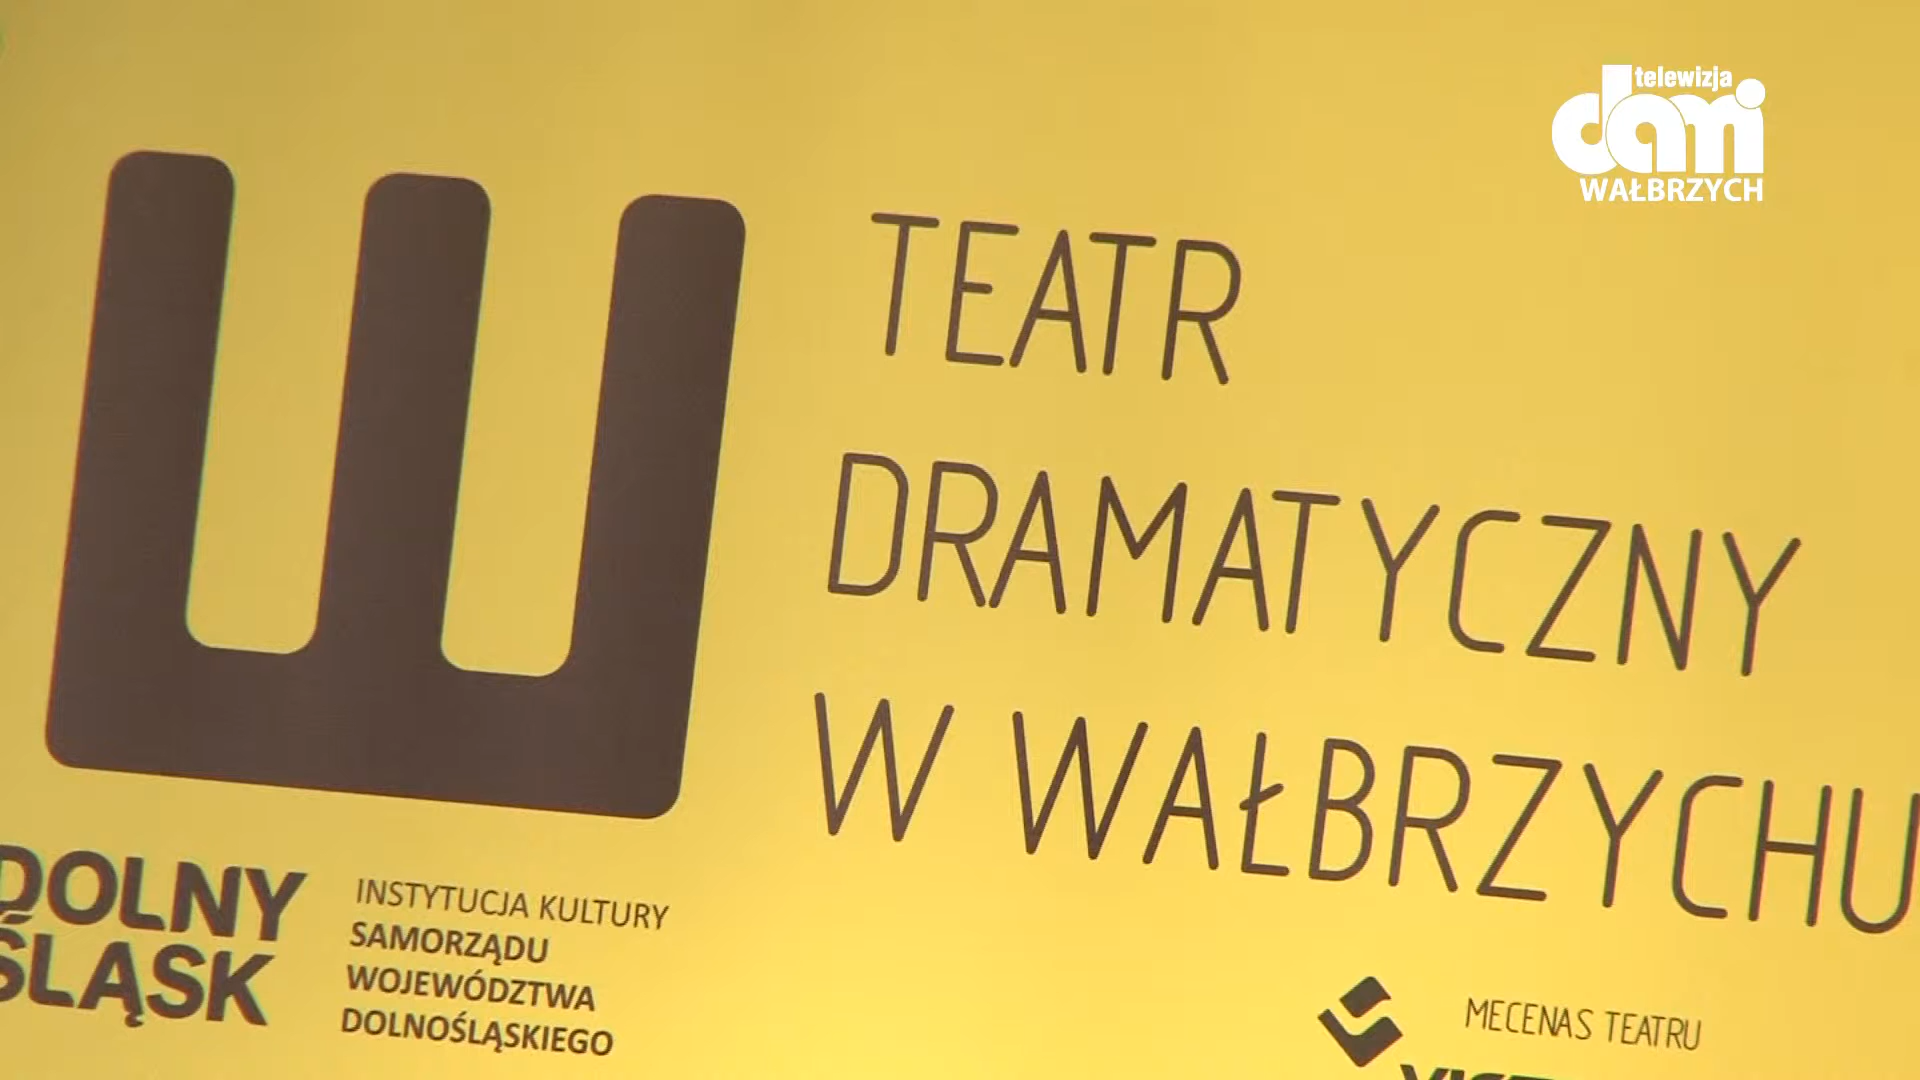 telewizja
dami
WAŁBRZYCH
TEATR
DRAMATYCZNY
W WAŁBRZYCHU
DOLNY
ŚLĄSK
INSTYTUCJA KULTURY
SAMORZĄDU
WOJEWÓDZTWA
DOLNOŚLĄSKIEGO
MECENAS TEATRU